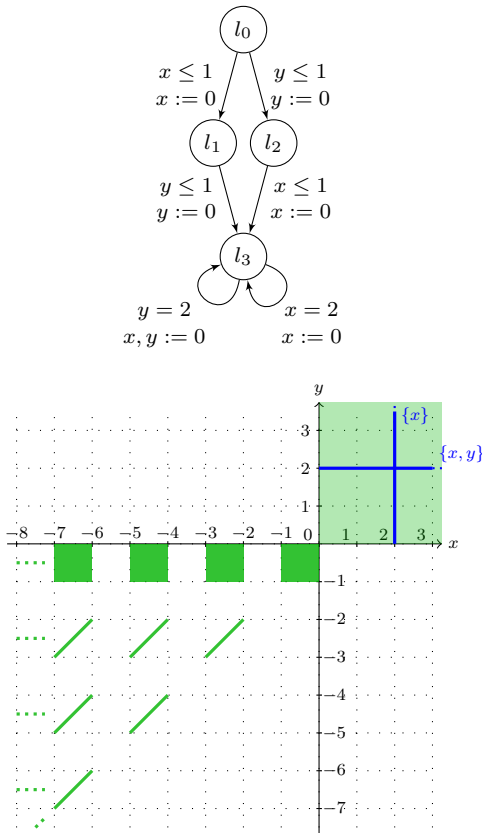 l0
x ≤ 1 y ≤ 1
x := 0 y := 0
l1 l2
y ≤ 1 x ≤ 1
y := 0 x := 0
l3
y = 2 x = 2
x, y := 0 x := 0
y
{x}
3
{x, y}
2
1
−8 −7 −6 −5 −4 −3 −2 −1 0 1 2 3 x
−1
−2
−3
−4
−5
−6
−7